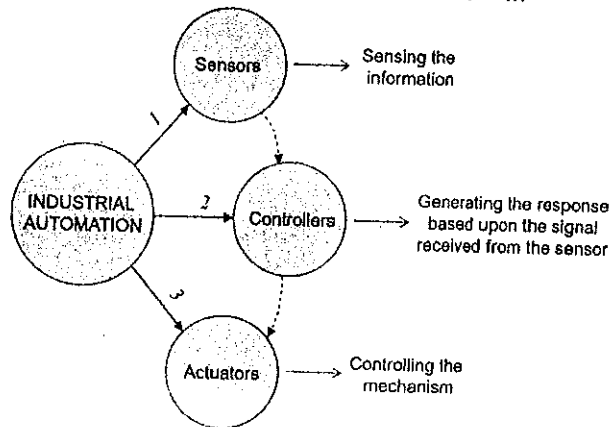 Sensors
Sensing the
information
1
INDUSTRIAL
AUTOMATION
2
Controllers
Generating the response
based upon the signal
received from the sensor
3
Actuators
Controlling the
mechanism